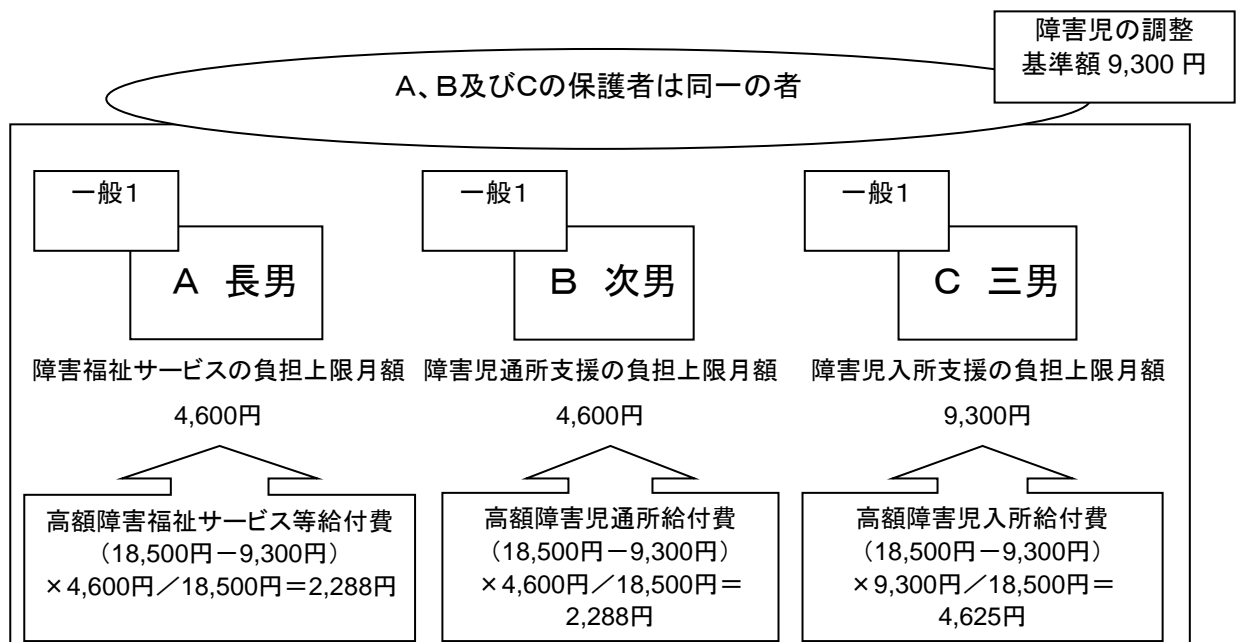 障害児の調整
基準額 9,300 円
A、B及びCの保護者は同一の者
一般1
A 長男
障害福祉サービスの負担上限月額
4,600円
高額障害福祉サービス等給付費
(18,500円-9,300円)
×4,600円/18,500円=2,288円
一般1
B 次男
障害児通所支援の負担上限月額
4,600円
高額障害児通所給付費
(18,500円-9,300円)
×4,600円/18,500円=
2,288円
一般1
C 三男
障害児入所支援の負担上限月額
9,300円
高額障害児入所給付費
(18,500円-9,300円)
×9,300円/18,500円=
4,625円